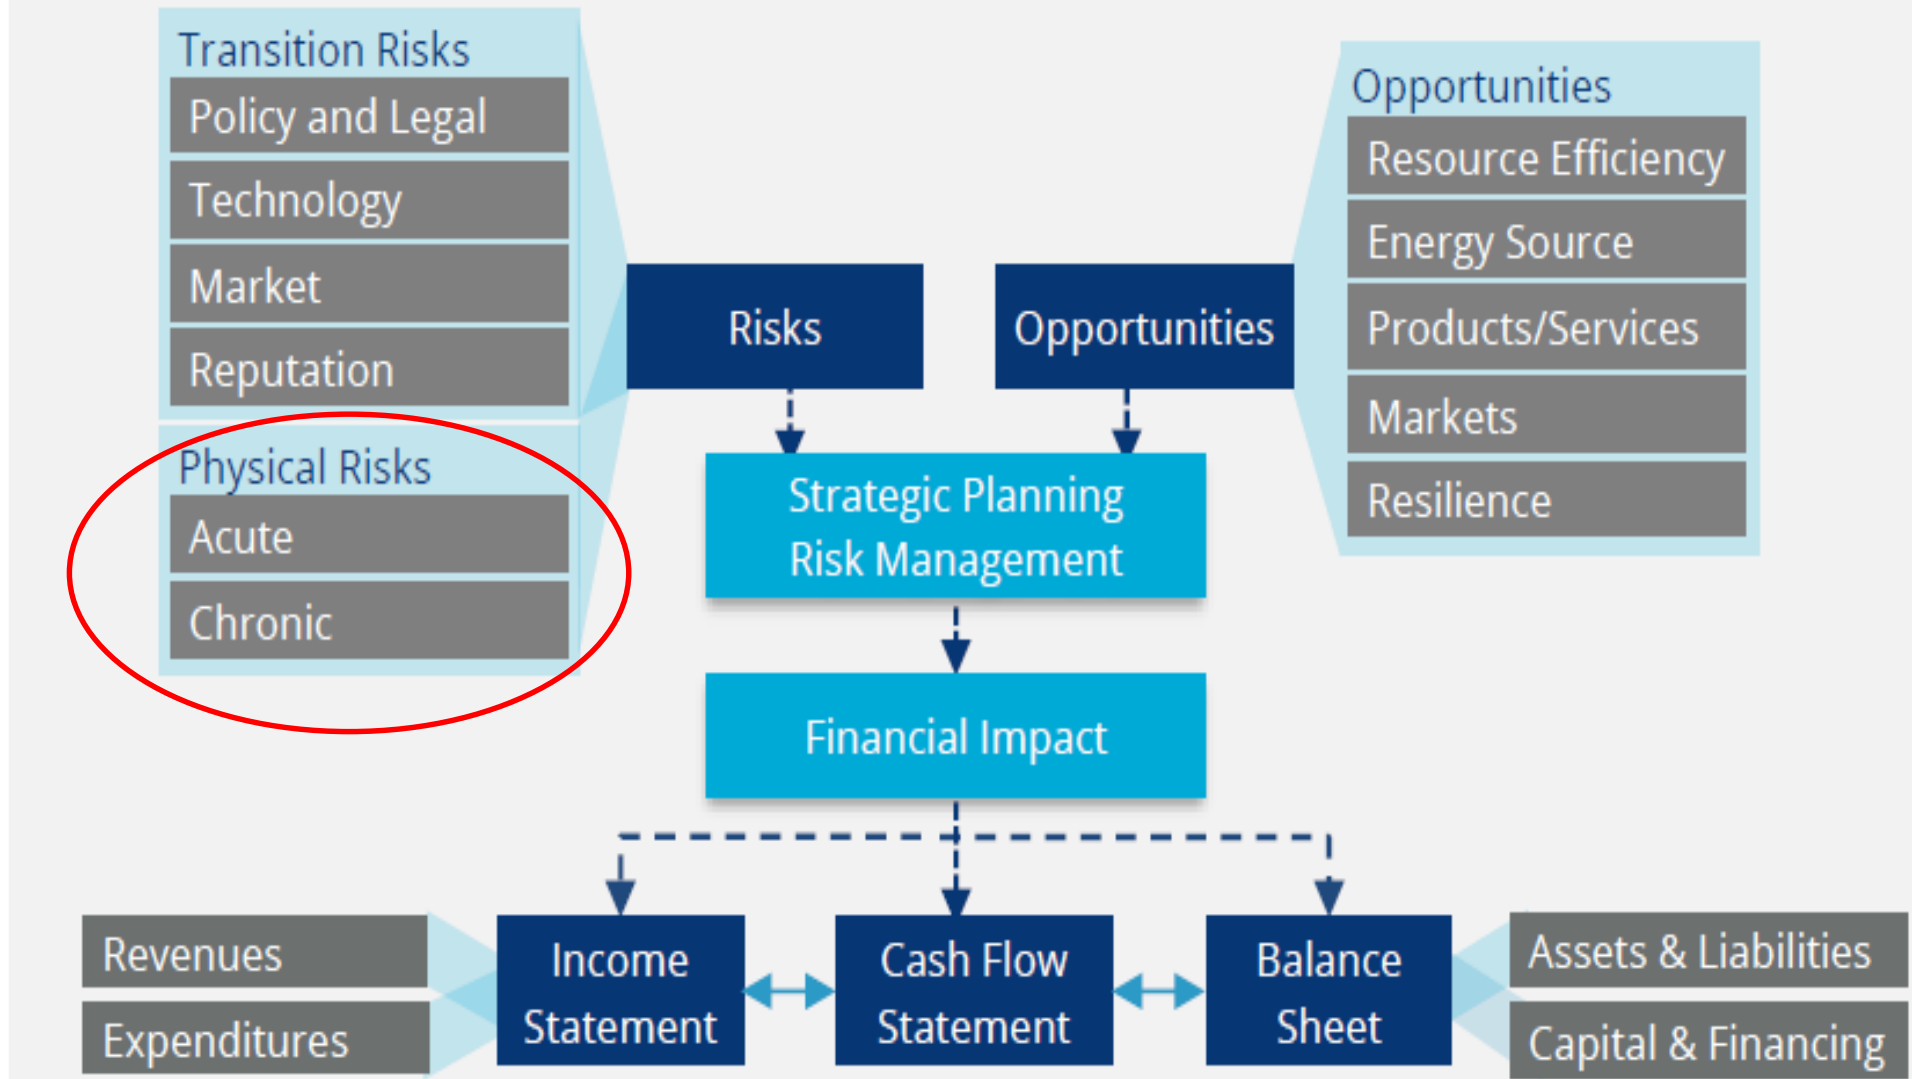 Transition Risks
Policy and Legal
Technology
Market
Reputation
Physical Risks
Acute
Chronic
Risks
Opportunities
Opportunities
Resource Efficiency
Energy Source
Products/Services
Markets
Resilience
Strategic Planning
Risk Management
Financial Impact
Revenues
Expenditures
Income
Statement
Cash Flow
Statement
Balance
Sheet
Assets & Liabilities
Capital & Financing